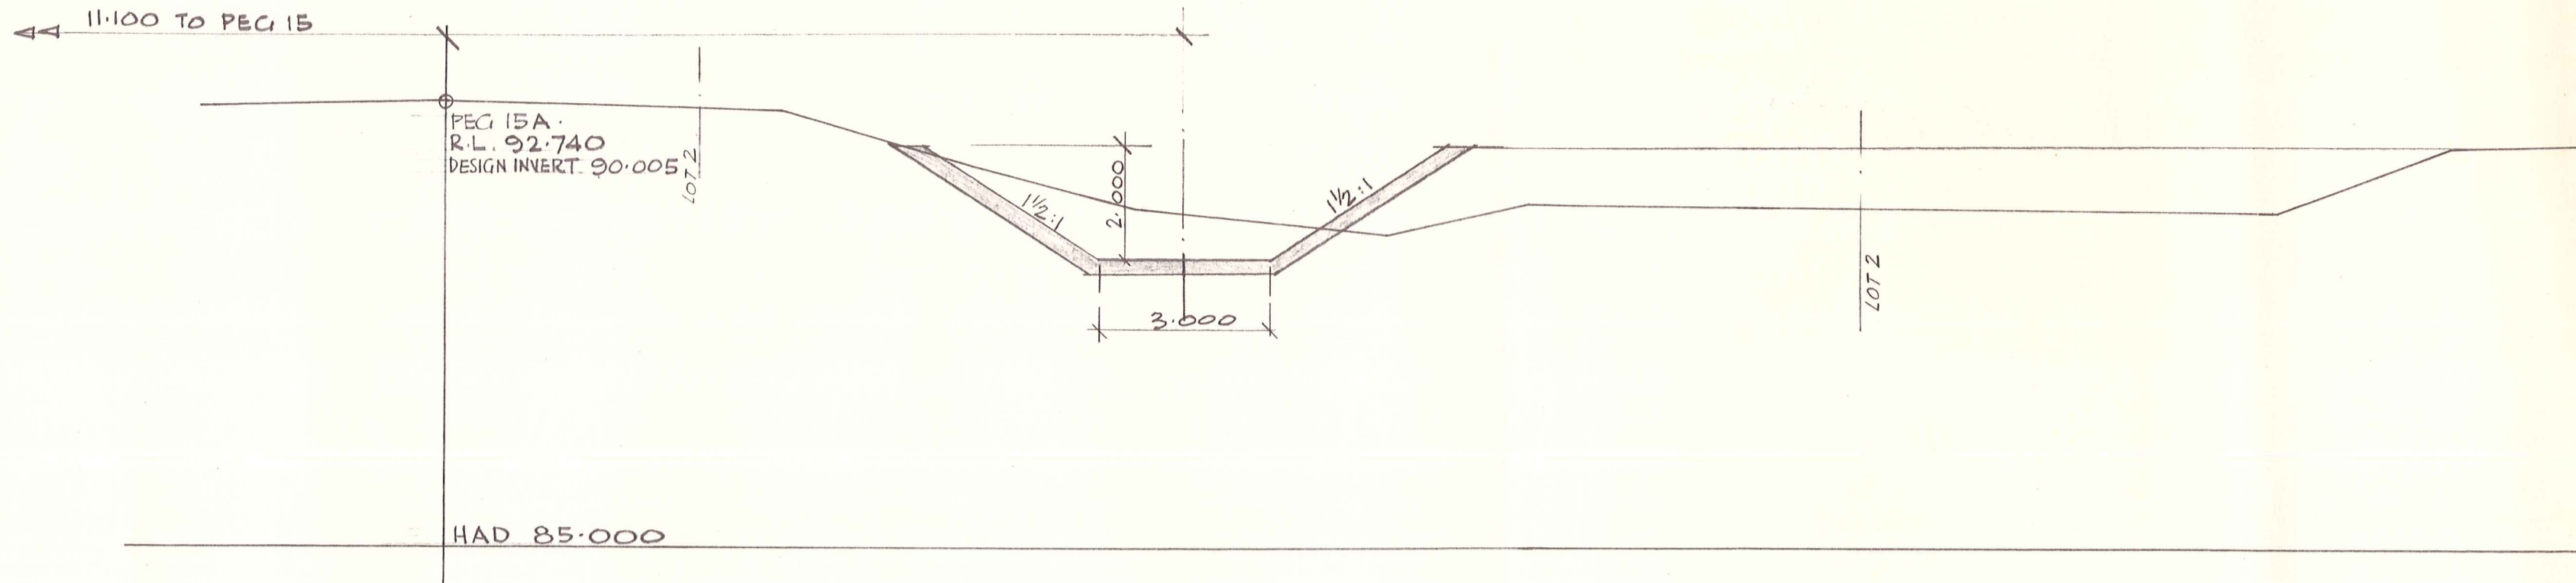 11.100 TO PEG 15
PEG 15A.
R.L. 92.740
DESIGN INVERT 90.005
LOT 2
1½:1
2.000
1½:1
3.000
LOT 2
HAD 85.000